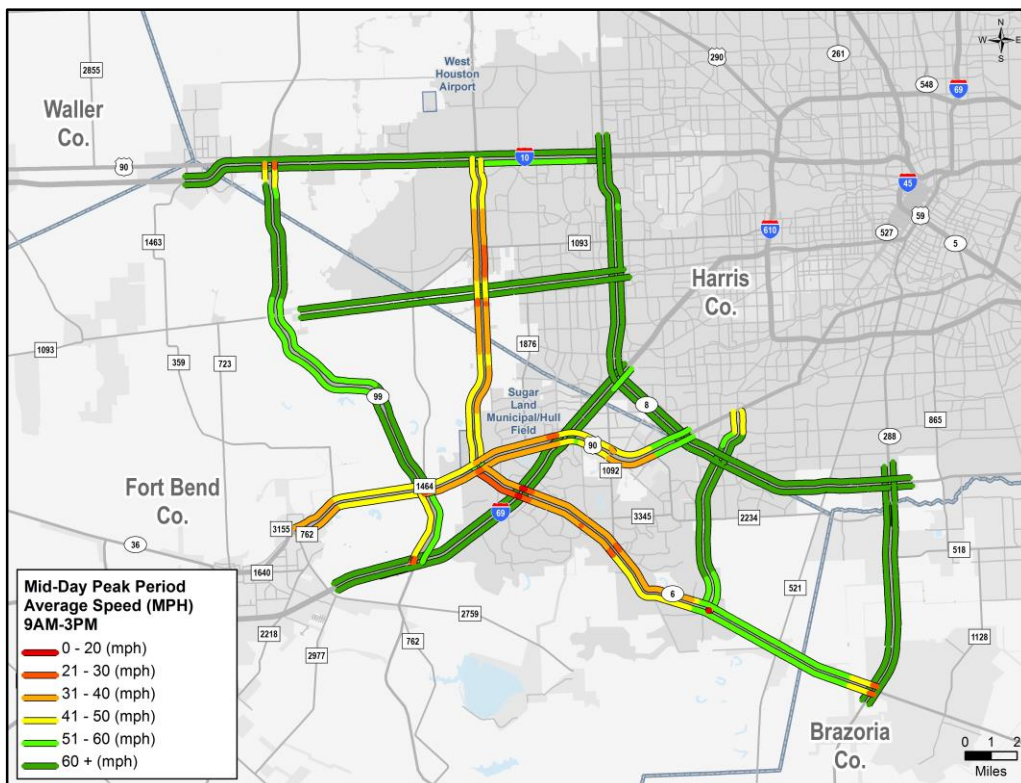 N
W E
S
290
261
548
69
2855
West
Houston
Airport
Waller
Co.
90
10
45
59
527
5
610
1463
1093
Harris
Co.
1093
359
723
1876
99
Sugar
Land
Municipal/Hull
Field
8
865
288
90
1092
1464
Fort Bend
Co.
3155
762
69
3345
2234
36
518
1640
521
6
2759
2218
762
2977
1128
Mid-Day Peak Period
Average Speed (MPH)
9AM-3PM
0 - 20 (mph)
21 - 30 (mph)
31 - 40 (mph)
41 - 50 (mph)
51 - 60 (mph)
60 + (mph)
Brazoria
Co.
0 1 2
Miles